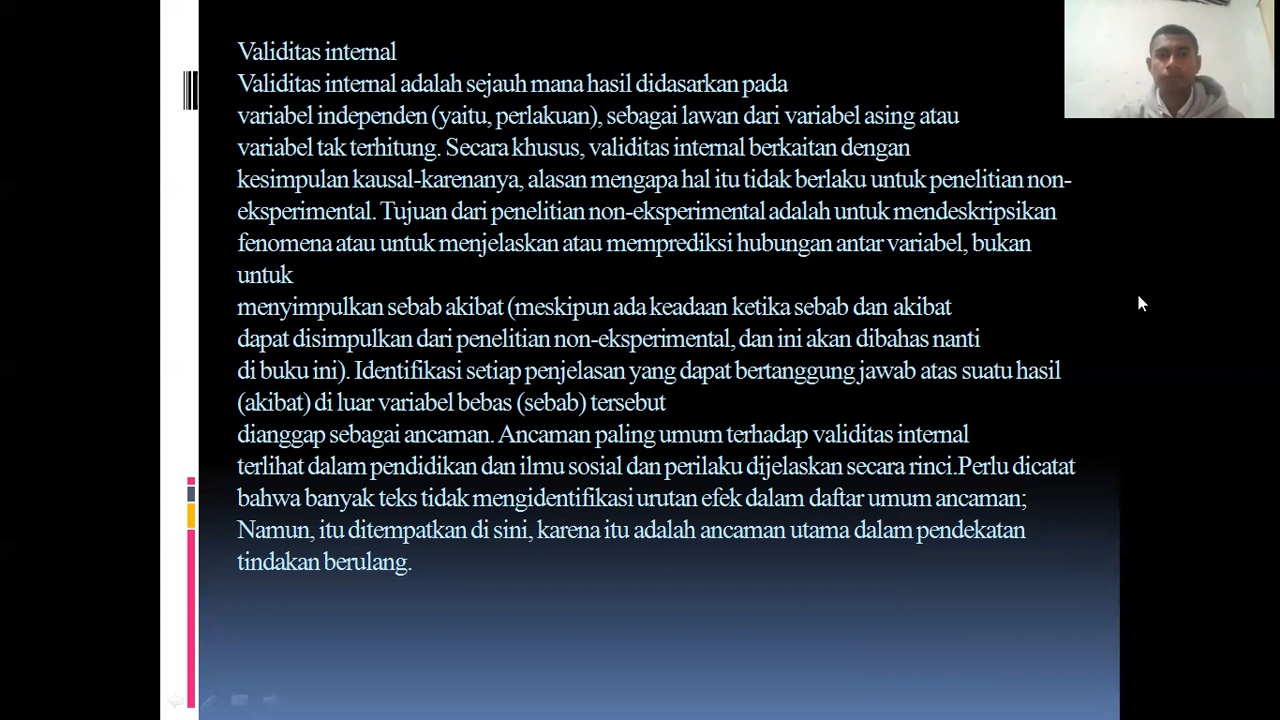 Validitas internal
Validitas internal adalah sejauh mana hasil didasarkan pada
variabel independen (yaitu, perlakuan), sebagai lawan dari variabel asing atau
variabel tak terhitung. Secara khusus, validitas internal berkaitan dengan
kesimpulan kausal-karenanya, alasan mengapa hal itu tidak berlaku untuk penelitian non-
eksperimental. Tujuan dari penelitian non-eksperimental adalah untuk mendeskripsikan
fenomena atau untuk menjelaskan atau memprediksi hubungan antar variabel, bukan
untuk
menyimpulkan sebab akibat (meskipun ada keadaan ketika sebab dan akibat
dapat disimpulkan dari penelitian non-eksperimental, dan ini akan dibahas nanti
di buku ini). Identifikasi setiap penjelasan yang dapat bertanggung jawab atas suatu hasil
(akibat) di luar variabel bebas (sebab) tersebut
dianggap sebagai ancaman. Ancaman paling umum terhadap validitas internal
terlihat dalam pendidikan dan ilmu sosial dan perilaku dijelaskan secara rinci.Perlu dicatat
bahwa banyak teks tidak mengidentifikasi urutan efek dalam daftar umum ancaman;
Namun, itu ditempatkan di sini, karena itu adalah ancaman utama dalam pendekatan
tindakan berulang.